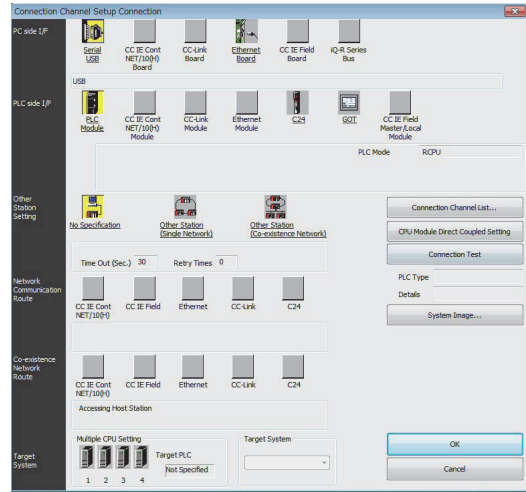 Connection Channel Setup Connection
PC side I/F
Serial
USB
CC IE Cont
NET/10(H)
Board
CC-Link
Board
Ethernet
Board
CC IE Field
Board
iQ-R Series
Bus
USB
PLC side I/F
PLC
Module
CC IE Cont
NET/10(H)
Module
CC-Link
Module
Ethernet
Module
C24
GOT
CC IE Field
Master/Local
Module
PLC Mode RCPU
Other
Station
Setting
No Specification
Other Station
(Single Network)
Other Station
(Co-existence Network)
Time Out (Sec.) 30 Retry Times 0
Connection Channel List...
CPU Module Direct Coupled Setting
Connection Test
PLC Type
Details
System Image...
Network
Communication
Route
CC IE Cont
NET/10(H)
CC IE Field
Ethernet
CC-Link
C24
Co-existence
Network
Route
CC IE Cont
NET/10(H)
CC IE Field
Ethernet
CC-Link
C24
Accessing Host Station
Target
System
Multiple CPU Setting
1 2 3 4
Target PLC
Not Specified
Target System
OK
Cancel